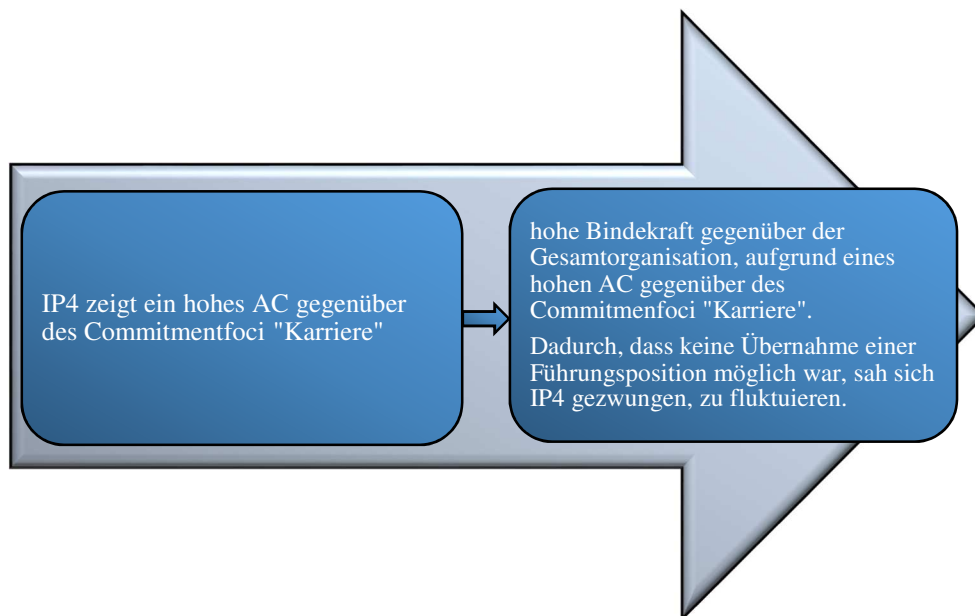 IP4 zeigt ein hohes AC gegenüber
des Commitmentfoci "Karriere"
hohe Bindekraft gegenüber der
Gesamtorganisation, aufgrund eines
hohen AC gegenüber des
Commitmenfoci "Karriere".
Dadurch, dass keine Übernahme einer
Führungsposition möglich war, sah sich
IP4 gezwungen, zu fluktuieren.